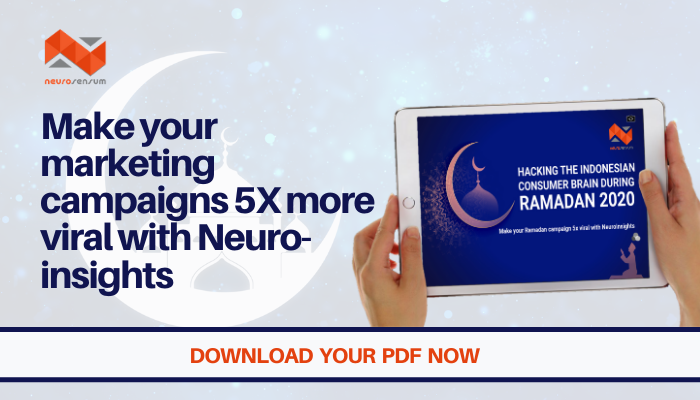 neurosensum
Make your
marketing
campaigns 5X more
viral with Neuro-
insights
HACKING THE INDONESIAN
CONSUMER BRAIN DURING
RAMADAN 2020
Make your Ramadan campaign 5x viral with Neuroinsights
DOWNLOAD YOUR PDF NOW